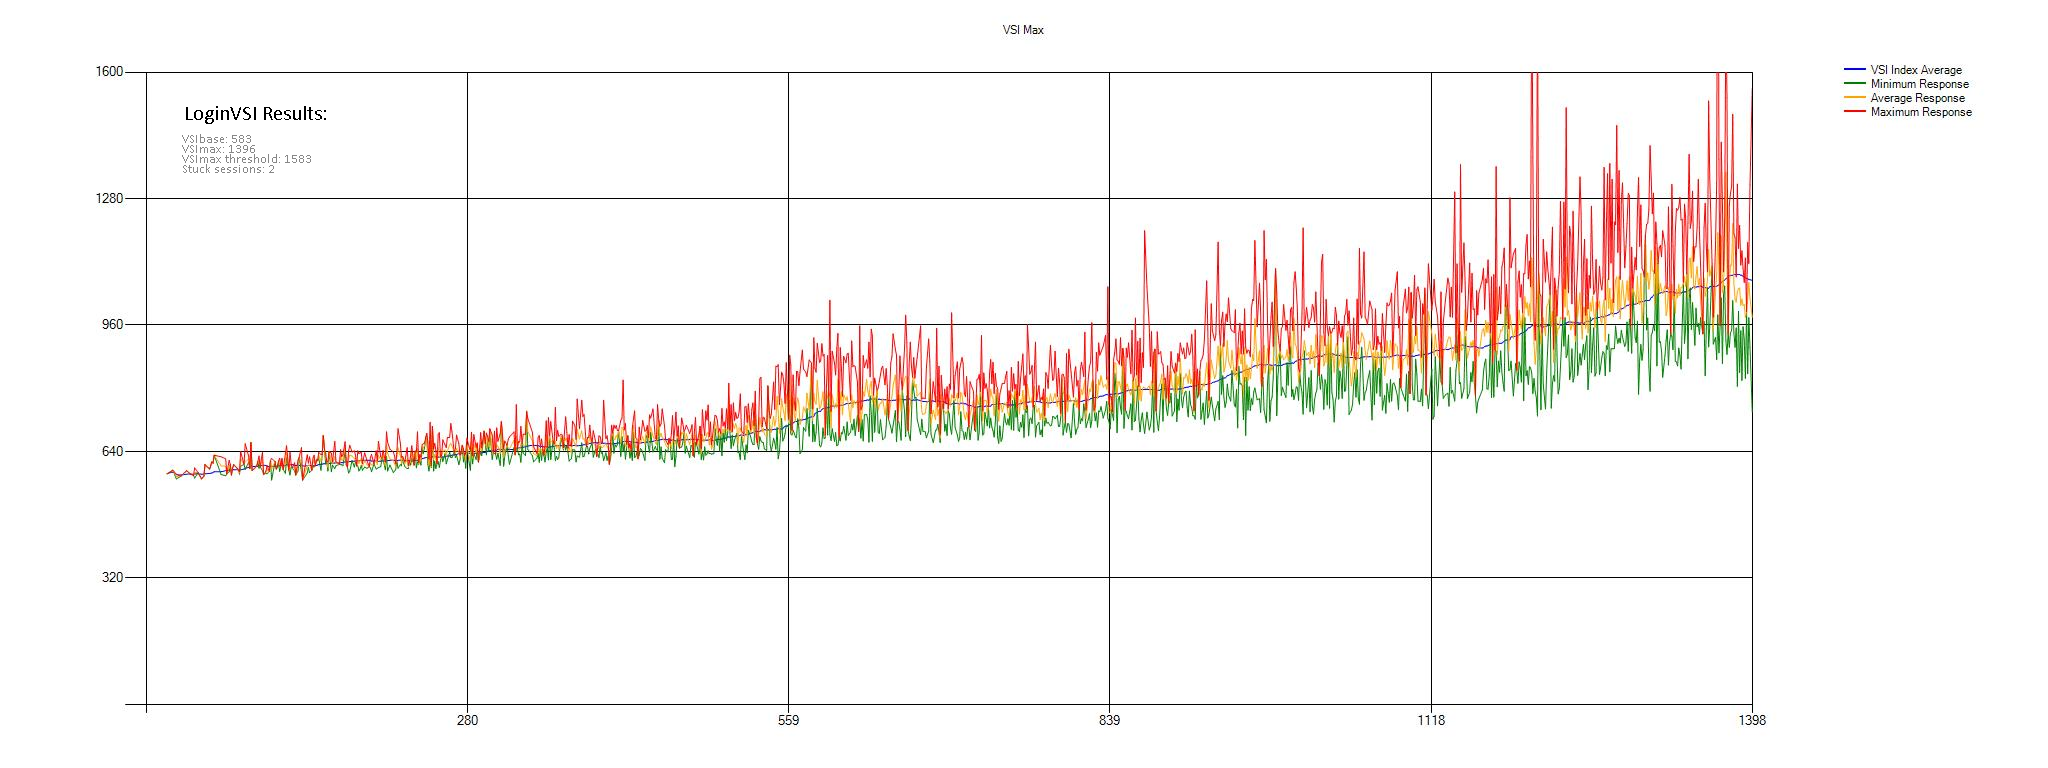 VSI Max
1600
1280
960
640
320
280
559
839
1118
1398
LoginVSI Results:
VSIbase: 583
VSImax: 1396
VSImax threshold: 1583
Stuck sessions: 2
VSI Index Average
Minimum Response
Average Response
Maximum Response